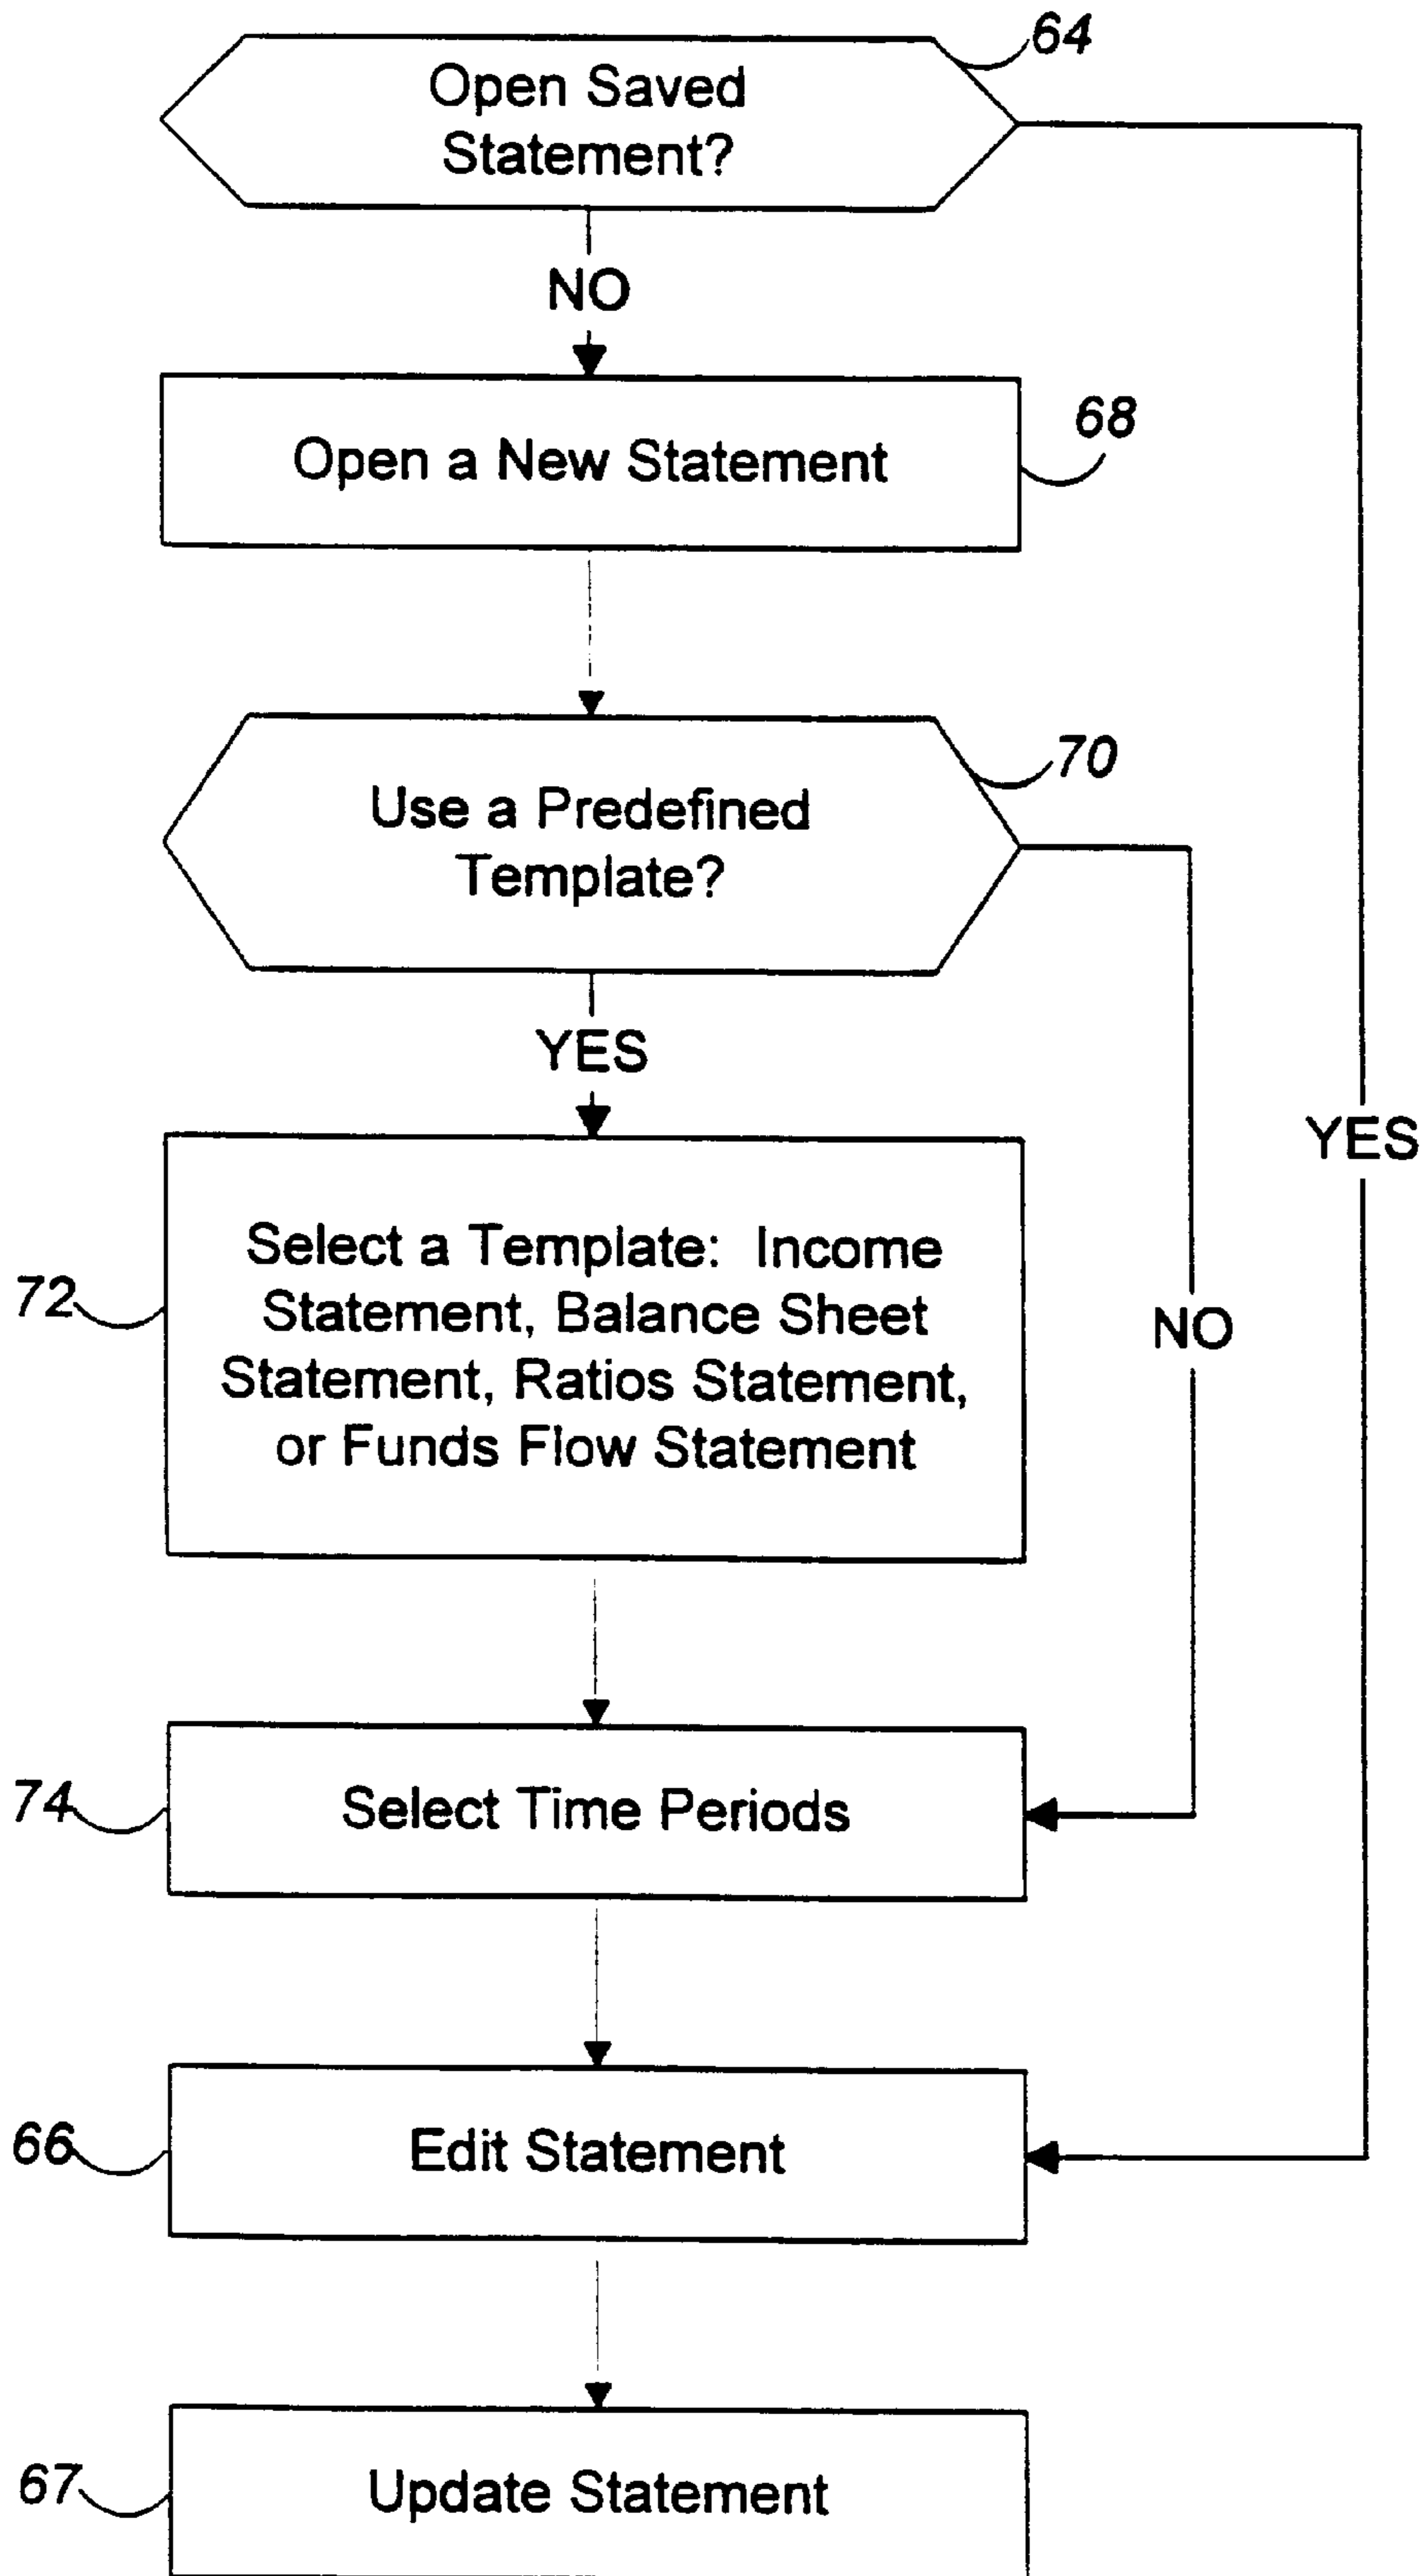 64
Open Saved
Statement?
NO
Open a New Statement
68
70
Use a Predefined
Template?
YES
YES
72
Select a Template: Income
Statement, Balance Sheet
Statement, Ratios Statement,
or Funds Flow Statement
NO
74
Select Time Periods
66
Edit Statement
67
Update Statement